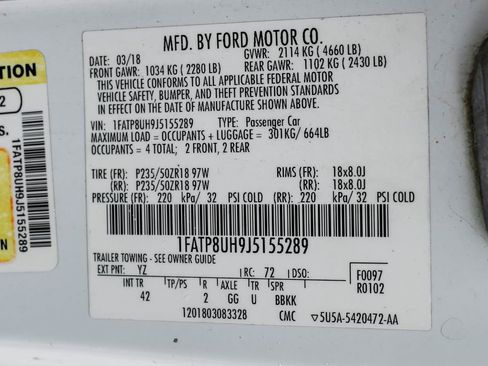 MFD. BY FORD MOTOR CO.
DATE: 03/18 GVWR: 2114 KG ( 4660 LB)
FRONT GAWR: 1034 KG ( 2280 LB) REAR GAWR: 1102 KG ( 2430 LB)
THIS VEHICLE CONFORMS TO ALL APPLICABLE FEDERAL MOTOR
VEHICLE SAFETY, BUMPER, AND THEFT PREVENTION STANDARDS
IN EFFECT ON THE DATE OF MANUFACTURE SHOWN ABOVE.
VIN: 1FATP8UH9J5155289 TYPE: Passenger Car
MAXIMUM LOAD = OCCUPANTS + LUGGAGE = 301KG/ 664LB
OCCUPANTS = 4 TOTAL; 2 FRONT, 2 REAR
TIRE (FR): P235/50ZR18 97W RIMS (FR): 18x8.0J
(RR): P235/50ZR18 97W (RR): 18x8.0J
PRESSURE (FR): 220 kPa/ 32 PSI COLD (RR): 220 kPa/ 32 PSI COLD
1FATP8UH9J5155289
TRAILER TOWING - SEE OWNER GUIDE
EXT PNT: YZ RC: 72 DSO: F0097
INT TR TP/PS R AXLE TR SPR R0102
42 2 GG U BBKK
1201803083328 CMC ▽5U5A-5420472-AA
TION
2
s.
1FATP8UH9J5155289
N